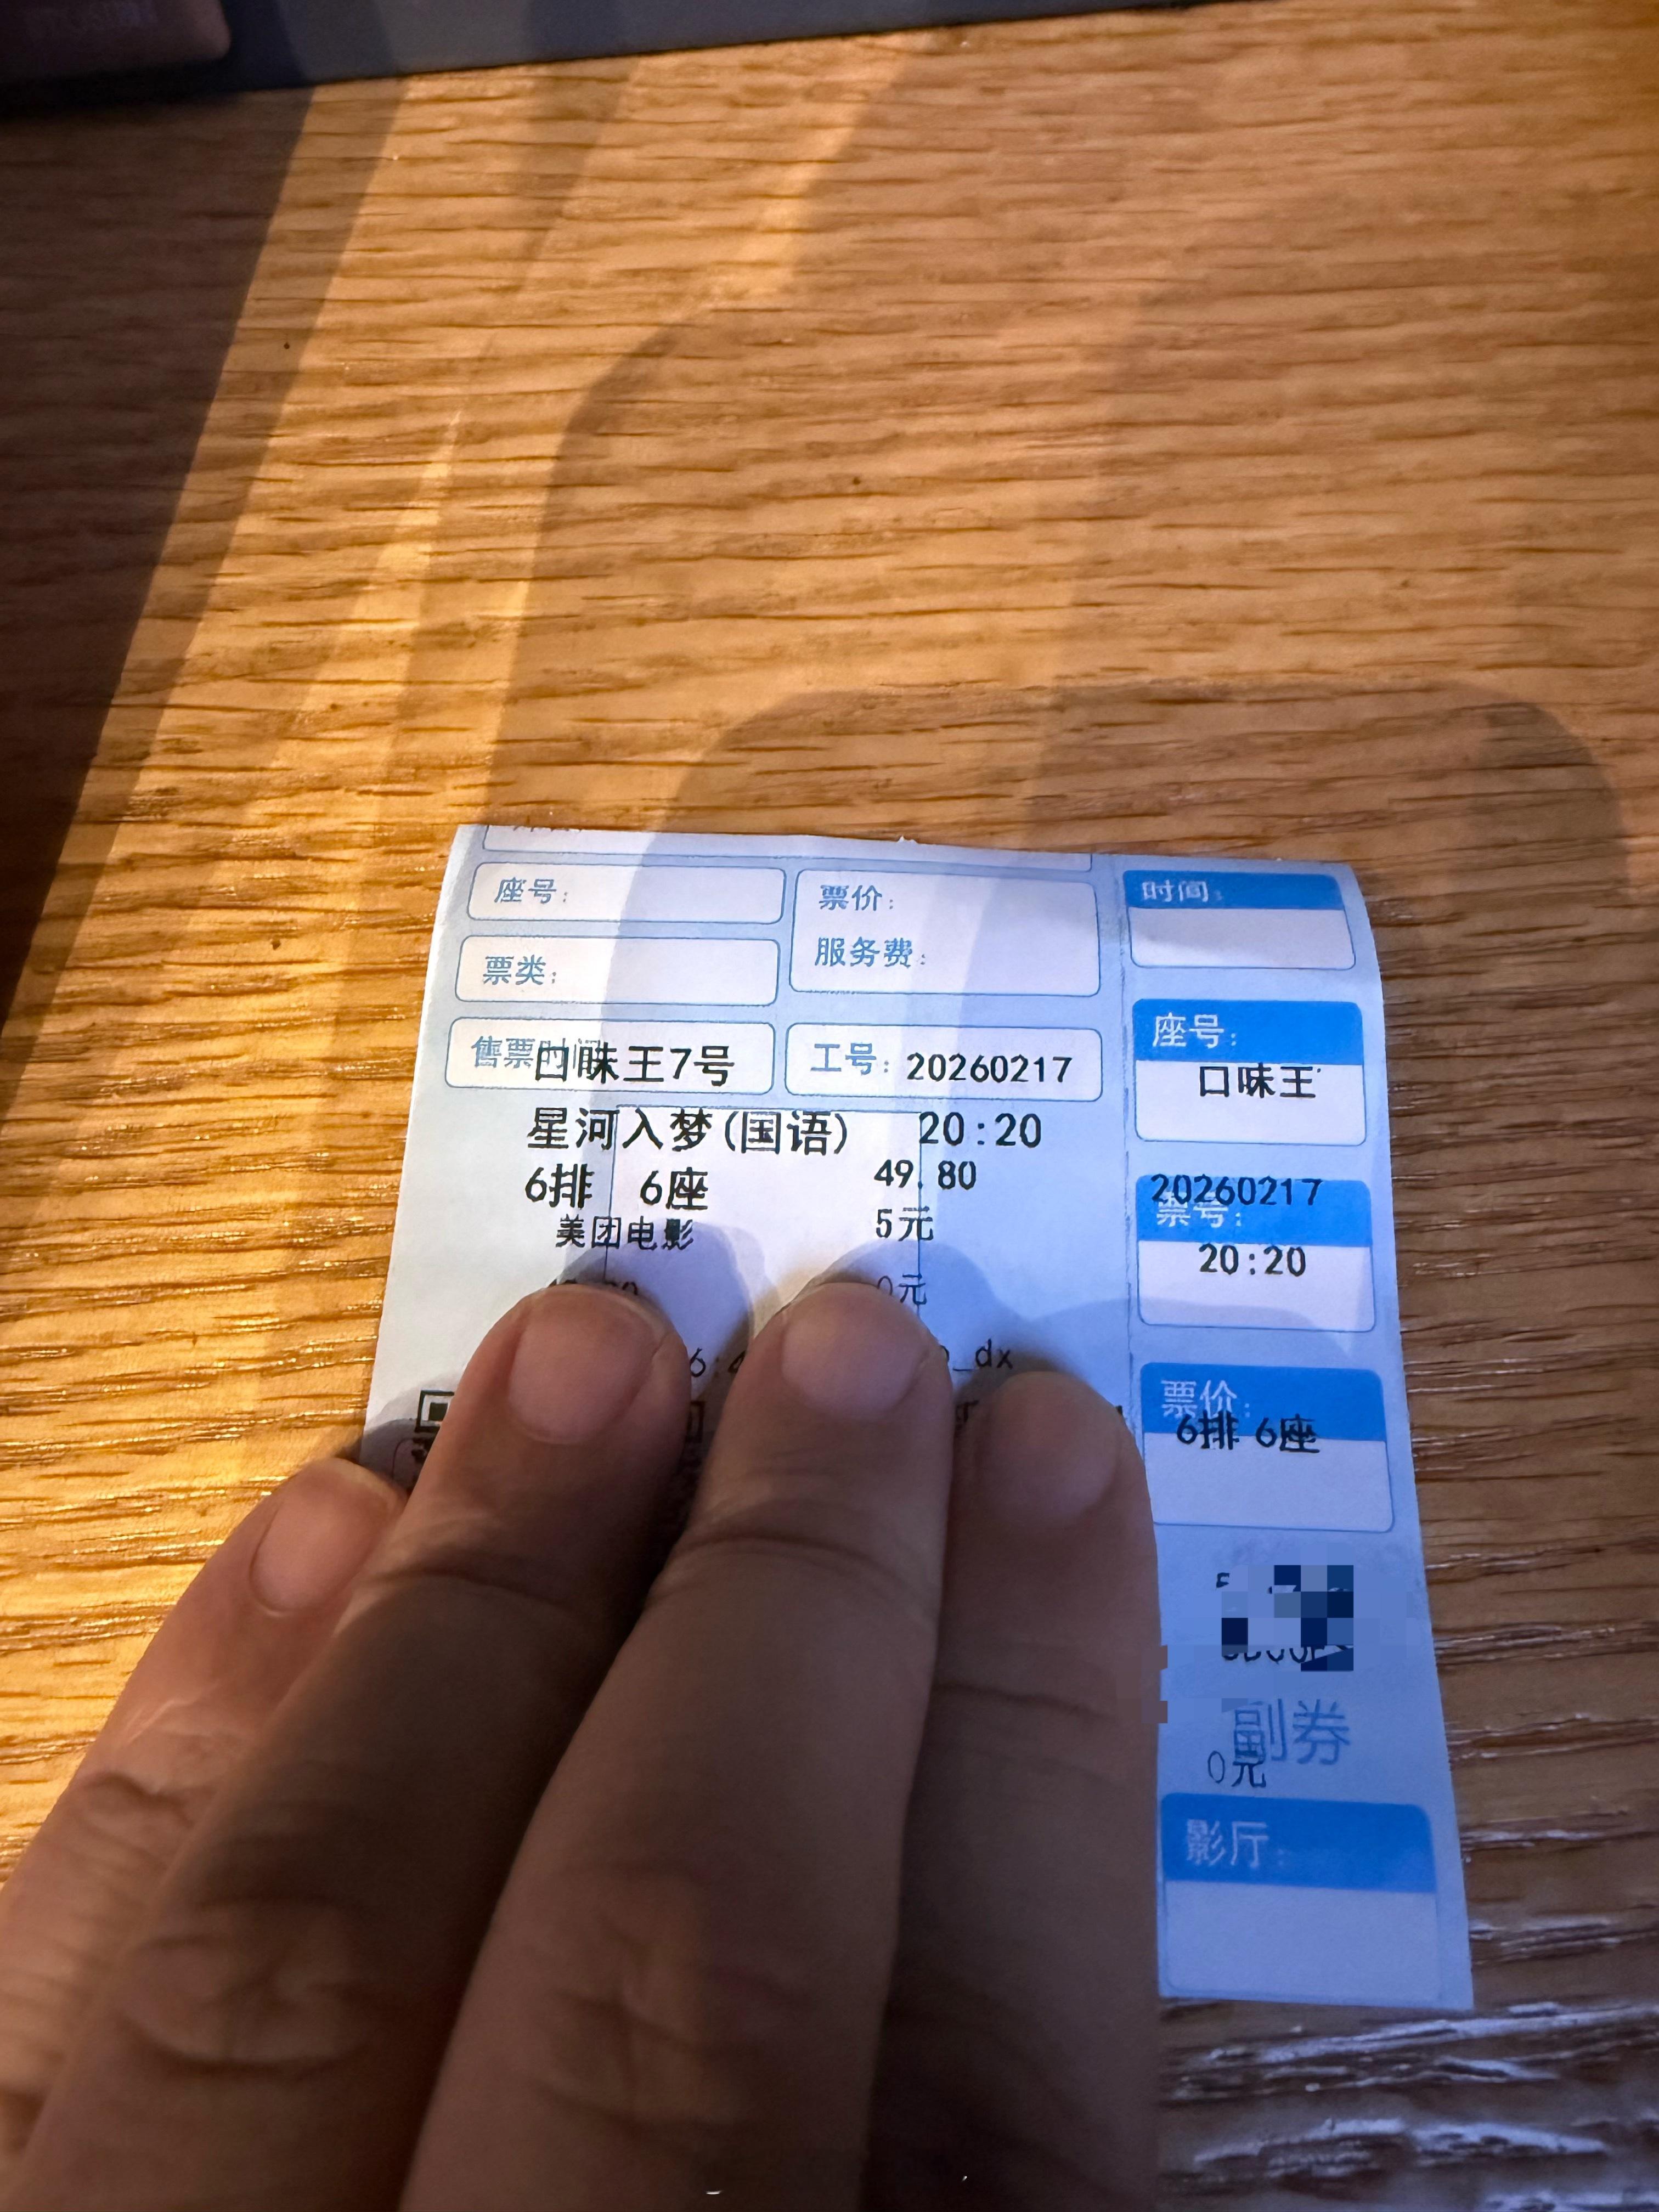 座号：
票价：
服务费：
票类：
售票时间
口味王7号
工号：
20260217
星河入梦(国语)
20:20
6排 6座
49.80
美团电影
5元
0元
_dx
时间：
座号：
口味王
20260217
票号：
20:20
票价：
6排 6座
副券
0元
影厅：